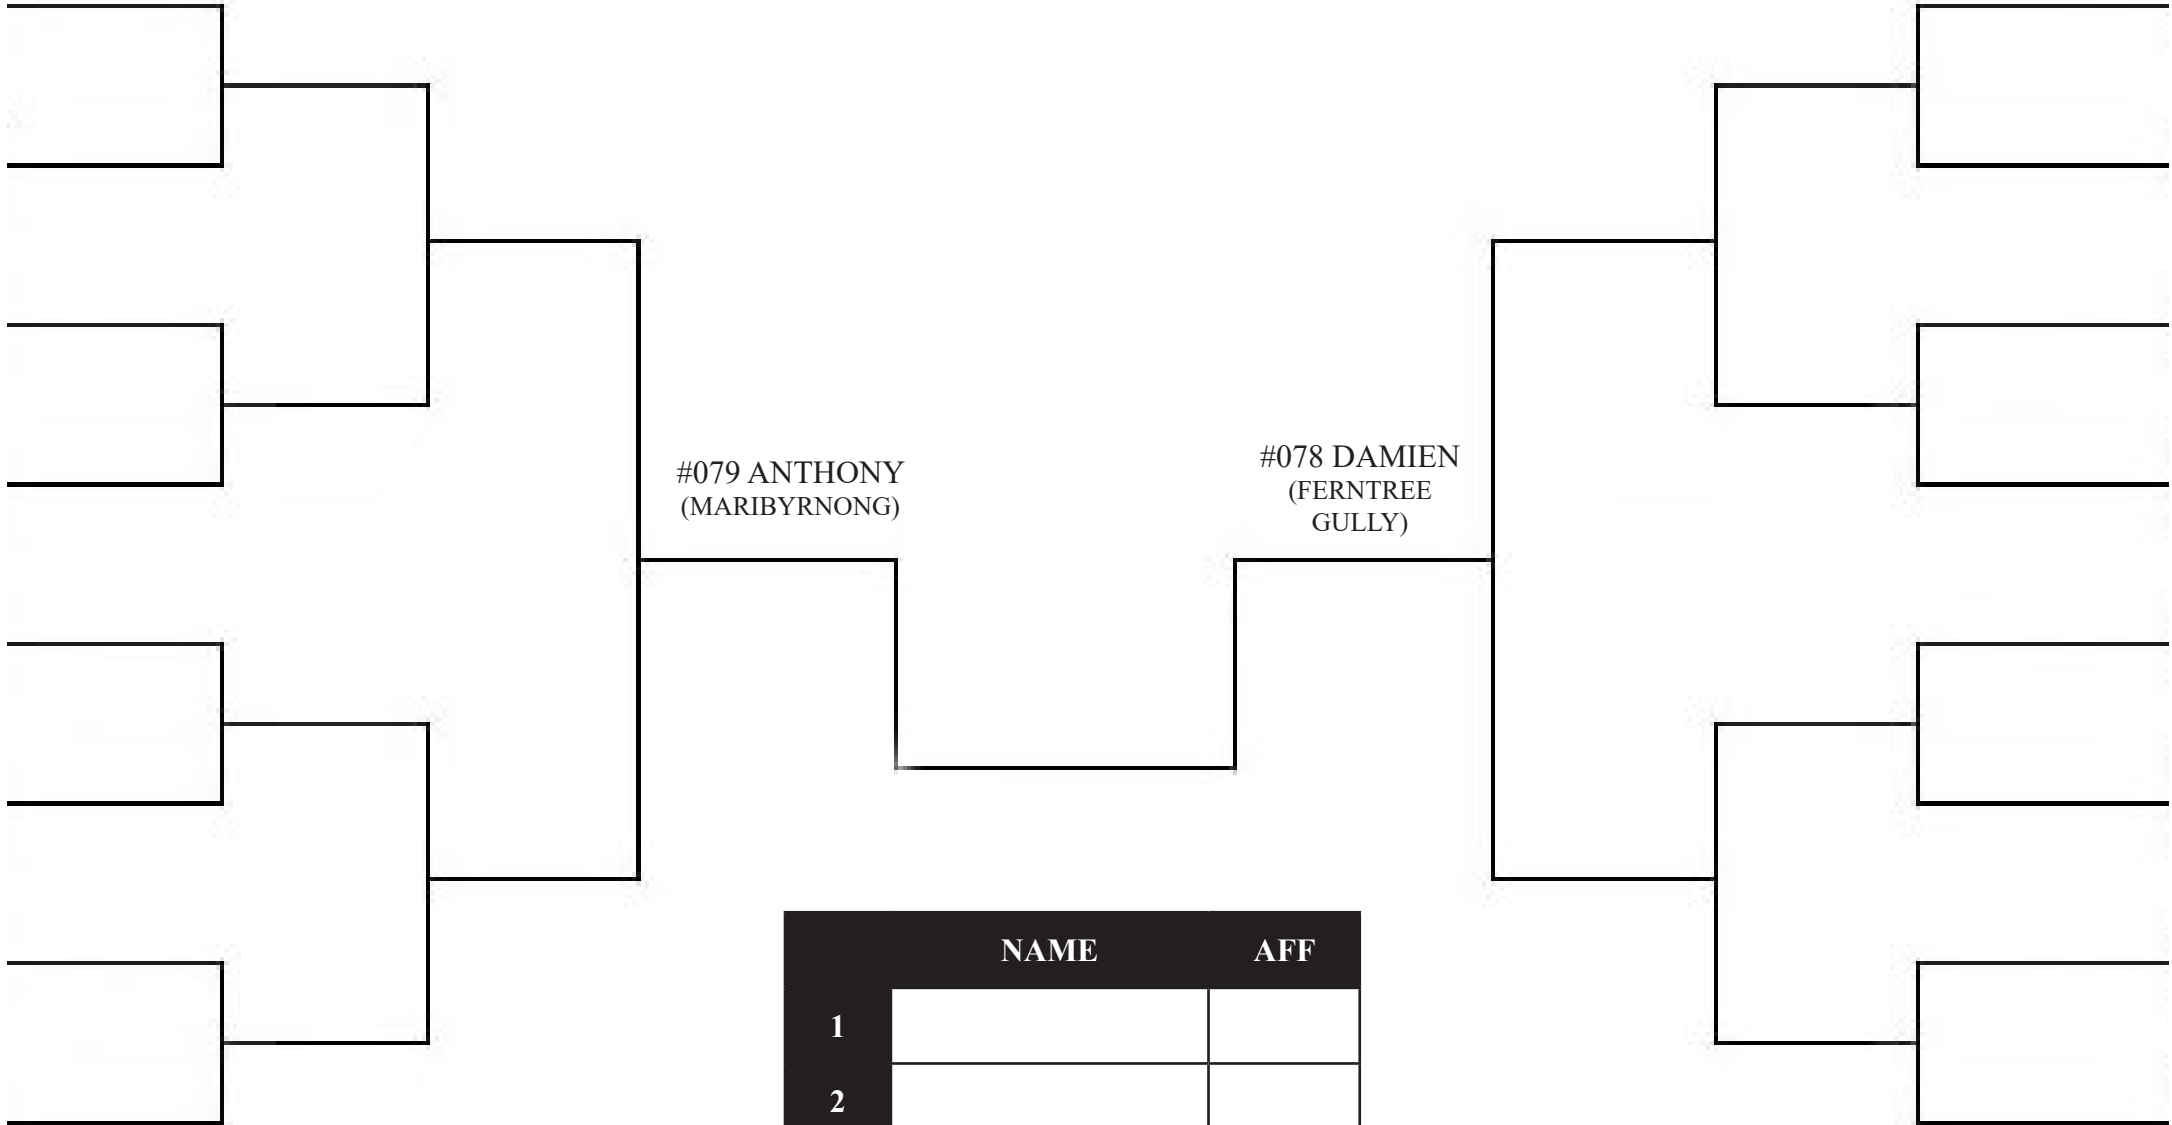 #079 ANTHONY
(MARIBYRNONG)
#078 DAMIEN
(FERNTREE
GULLY)
NAME AFF
1
2